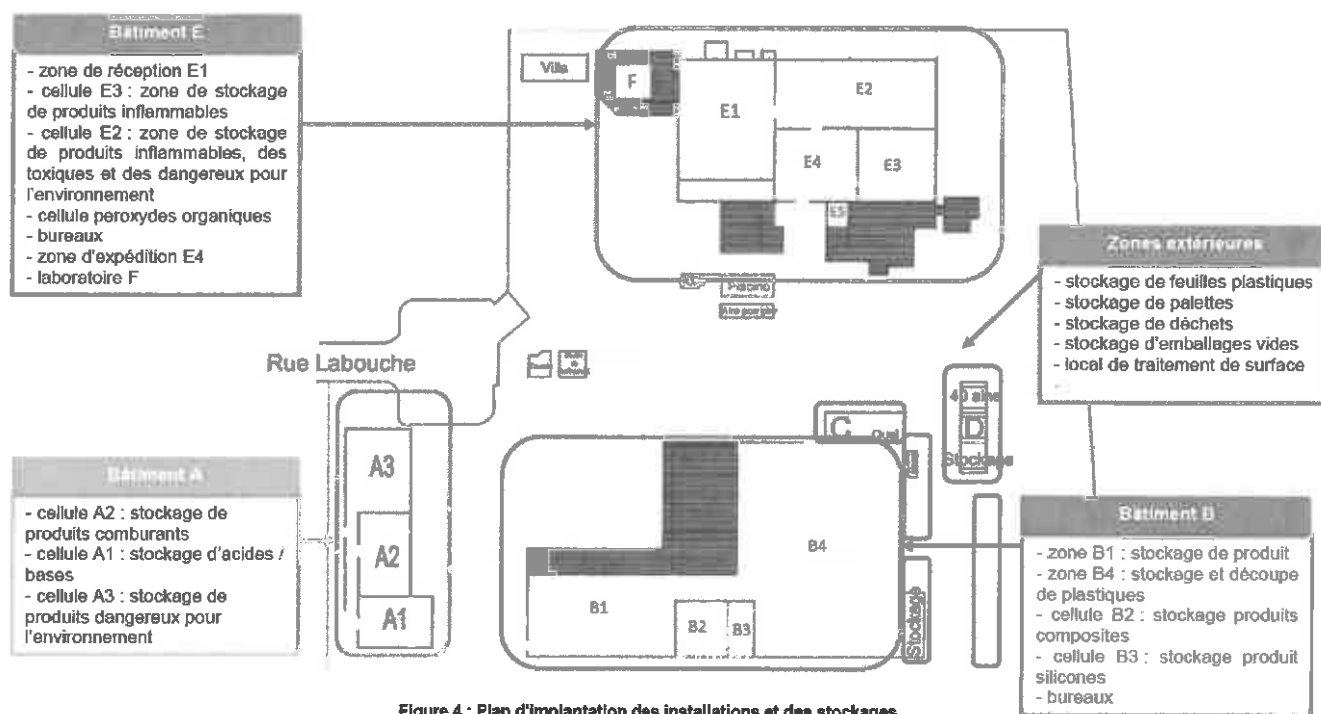 Bâtiment E
- zone de réception E1
- cellule E3 : zone de stockage
de produits inflammables
- cellule E2 : zone de stockage
de produits inflammables, des
toxiques et des dangereux pour
l'environnement
- cellule peroxydes organiques
- bureaux
- zone d'expédition E4
- laboratoire F
Villa
F
E1
E2
E4
E3
E5
Piscine
Zones extérieures
- stockage de feuilles plastiques
- stockage de palettes
- stockage de déchets
- stockage d'emballages vides
- local de traitement de surface
Rue Labouche
A3
A2
A1
Bâtiment A
- cellule A2 : stockage de
produits comburants
- cellule A1 : stockage d'acides /
bases
- cellule A3 : stockage de
produits dangereux pour
l'environnement
C
Quai
D
Stockage
B4
B1
B2
B3
Stockage
Bâtiment B
- zone B1 : stockage de produit
- zone B4 : stockage et découpe
de plastiques
- cellule B2 : stockage produits
composites
- cellule B3 : stockage produit
silicones
- bureaux
Figure 4 : Plan d'implantation des installations et des stockages